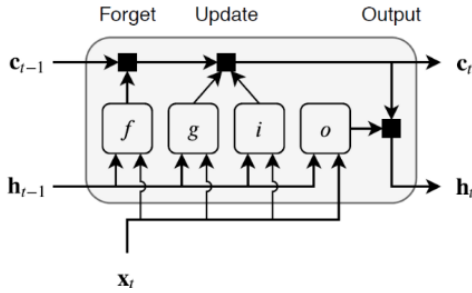 Forget Update Output
c_{t−1} c_t
f g i o
h_{t−1} h_t
x_t